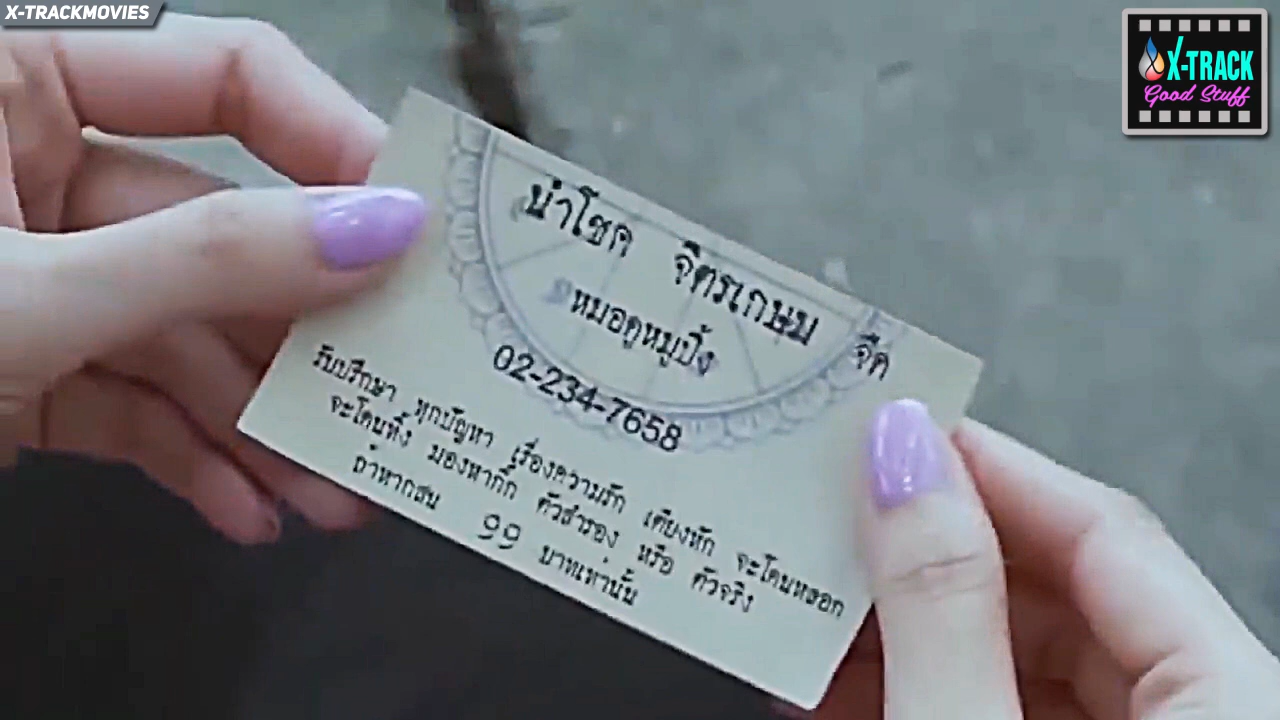 X-TRACKMOVIES
X-TRACK
Good Stuff
นำโชค จิตรเกษม จืด
หมอดูหมูปิ้ง
02-234-7658
รับปรึกษา ทุกปัญหา เรื่องความรัก เตียงหัก จะโดนหลอก
จะโดนทิ้ง มองหากิ๊ก ตัวสำรอง หรือ ตัวจริง
ถ้าหากสน 99 บาทเท่านั้น